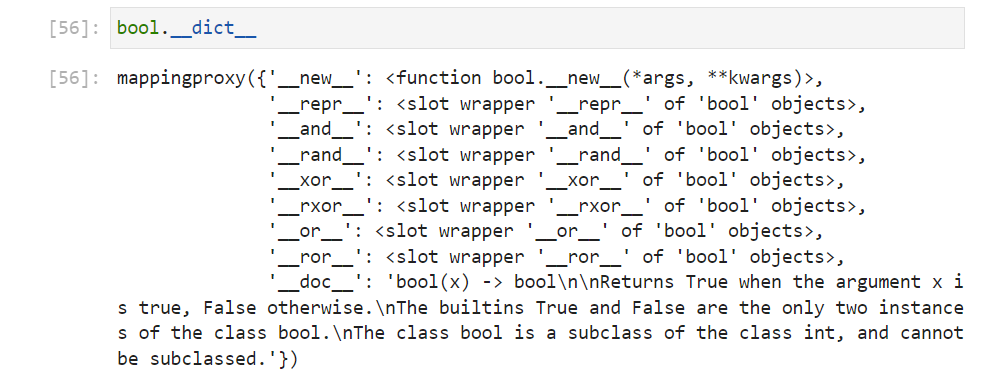 [56]: bool.__dict__
[56]: mappingproxy({'__new__': <function bool.__new__(*args, **kwargs)>,
'__repr__': <slot wrapper '__repr__' of 'bool' objects>,
'__and__': <slot wrapper '__and__' of 'bool' objects>,
'__rand__': <slot wrapper '__rand__' of 'bool' objects>,
'__xor__': <slot wrapper '__xor__' of 'bool' objects>,
'__rxor__': <slot wrapper '__rxor__' of 'bool' objects>,
'__or__': <slot wrapper '__or__' of 'bool' objects>,
'__ror__': <slot wrapper '__ror__' of 'bool' objects>,
'__doc__': 'bool(x) -> bool\n\nReturns True when the argument x i
s true, False otherwise.\nThe builtins True and False are the only two instance
s of the class bool.\nThe class bool is a subclass of the class int, and cannot
be subclassed.'})